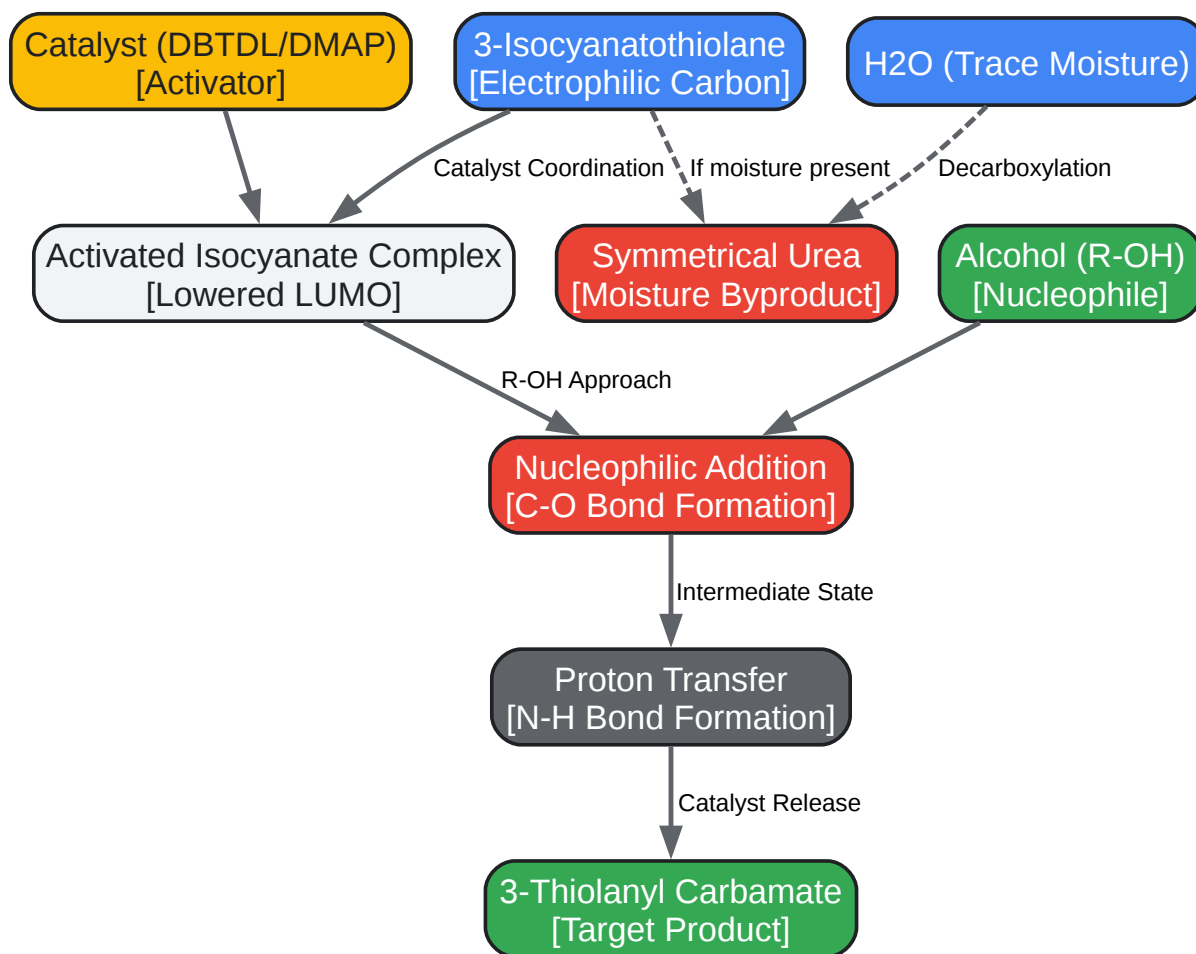 Catalyst (DBTDL/DMAP)
[Activator]
3-Isocyanatothiolane
[Electrophilic Carbon]
H2O (Trace Moisture)
Catalyst Coordination
If moisture present
Decarboxylation
Activated Isocyanate Complex
[Lowered LUMO]
Symmetrical Urea
[Moisture Byproduct]
Alcohol (R-OH)
[Nucleophile]
R-OH Approach
Nucleophilic Addition
[C-O Bond Formation]
Intermediate State
Proton Transfer
[N-H Bond Formation]
Catalyst Release
3-Thiolanyl Carbamate
[Target Product]